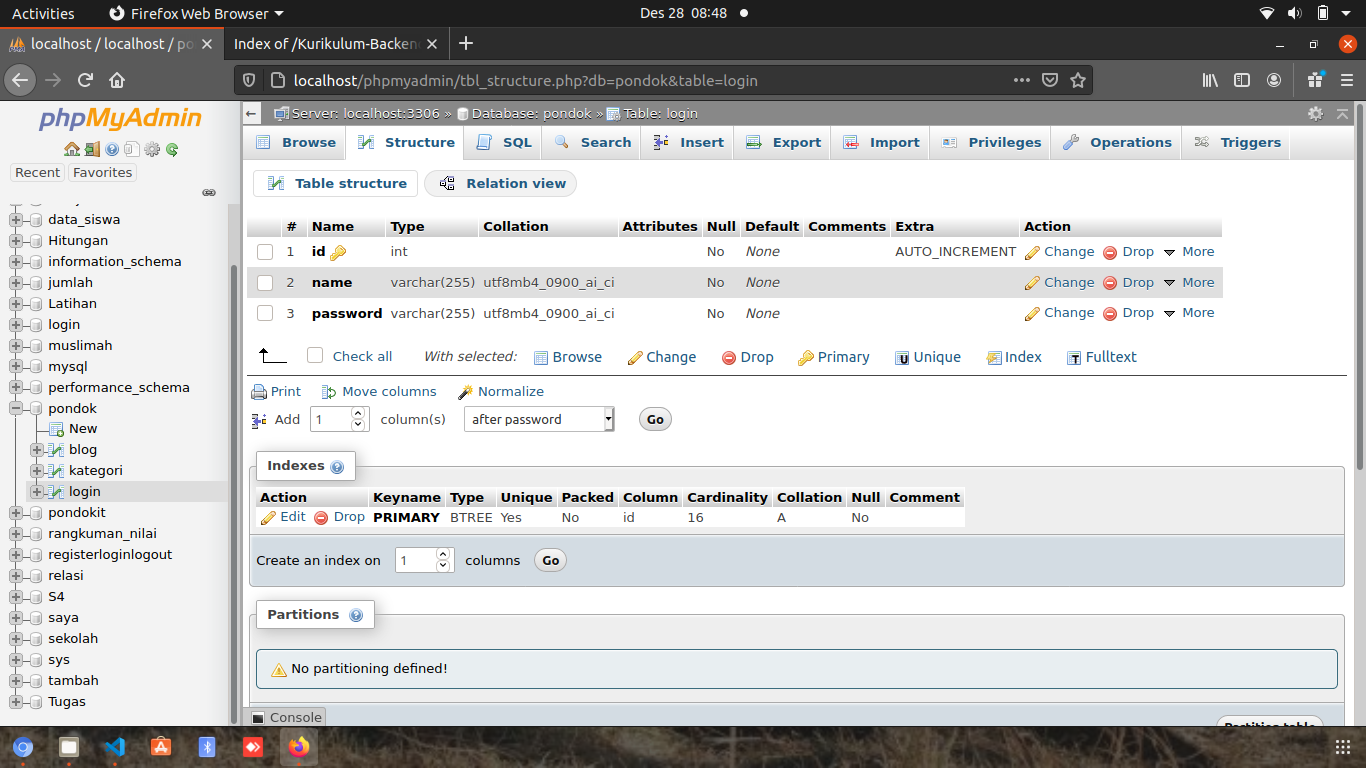 Activities Firefox Web Browser Des 28 08:48
localhost / localhost / po Index of /Kurikulum-Backen
localhost/phpmyadmin/tbl_structure.php?db=pondok&table=login
phpMyAdmin
Recent Favorites
data_siswa
Hitungan
information_schema
jumlah
Latihan
login
muslimah
mysql
performance_schema
pondok
New
blog
kategori
login
pondokit
rangkuman_nilai
registerloginlogout
relasi
S4
saya
sekolah
sys
tambah
Tugas
Server: localhost:3306 » Database: pondok » Table: login
Browse Structure SQL Search Insert Export Import Privileges Operations Triggers
Table structure Relation view
# Name Type Collation Attributes Null Default Comments Extra Action
1 id int No None AUTO_INCREMENT Change Drop More
2 name varchar(255) utf8mb4_0900_ai_ci No None Change Drop More
3 password varchar(255) utf8mb4_0900_ai_ci No None Change Drop More
Check all With selected: Browse Change Drop Primary Unique Index Fulltext
Print Move columns Normalize
Add 1 column(s) after password Go
Indexes
Action Keyname Type Unique Packed Column Cardinality Collation Null Comment
Edit Drop PRIMARY BTREE Yes No id 16 A No
Create an index on 1 columns Go
Partitions
No partitioning defined!
Partition table
Console